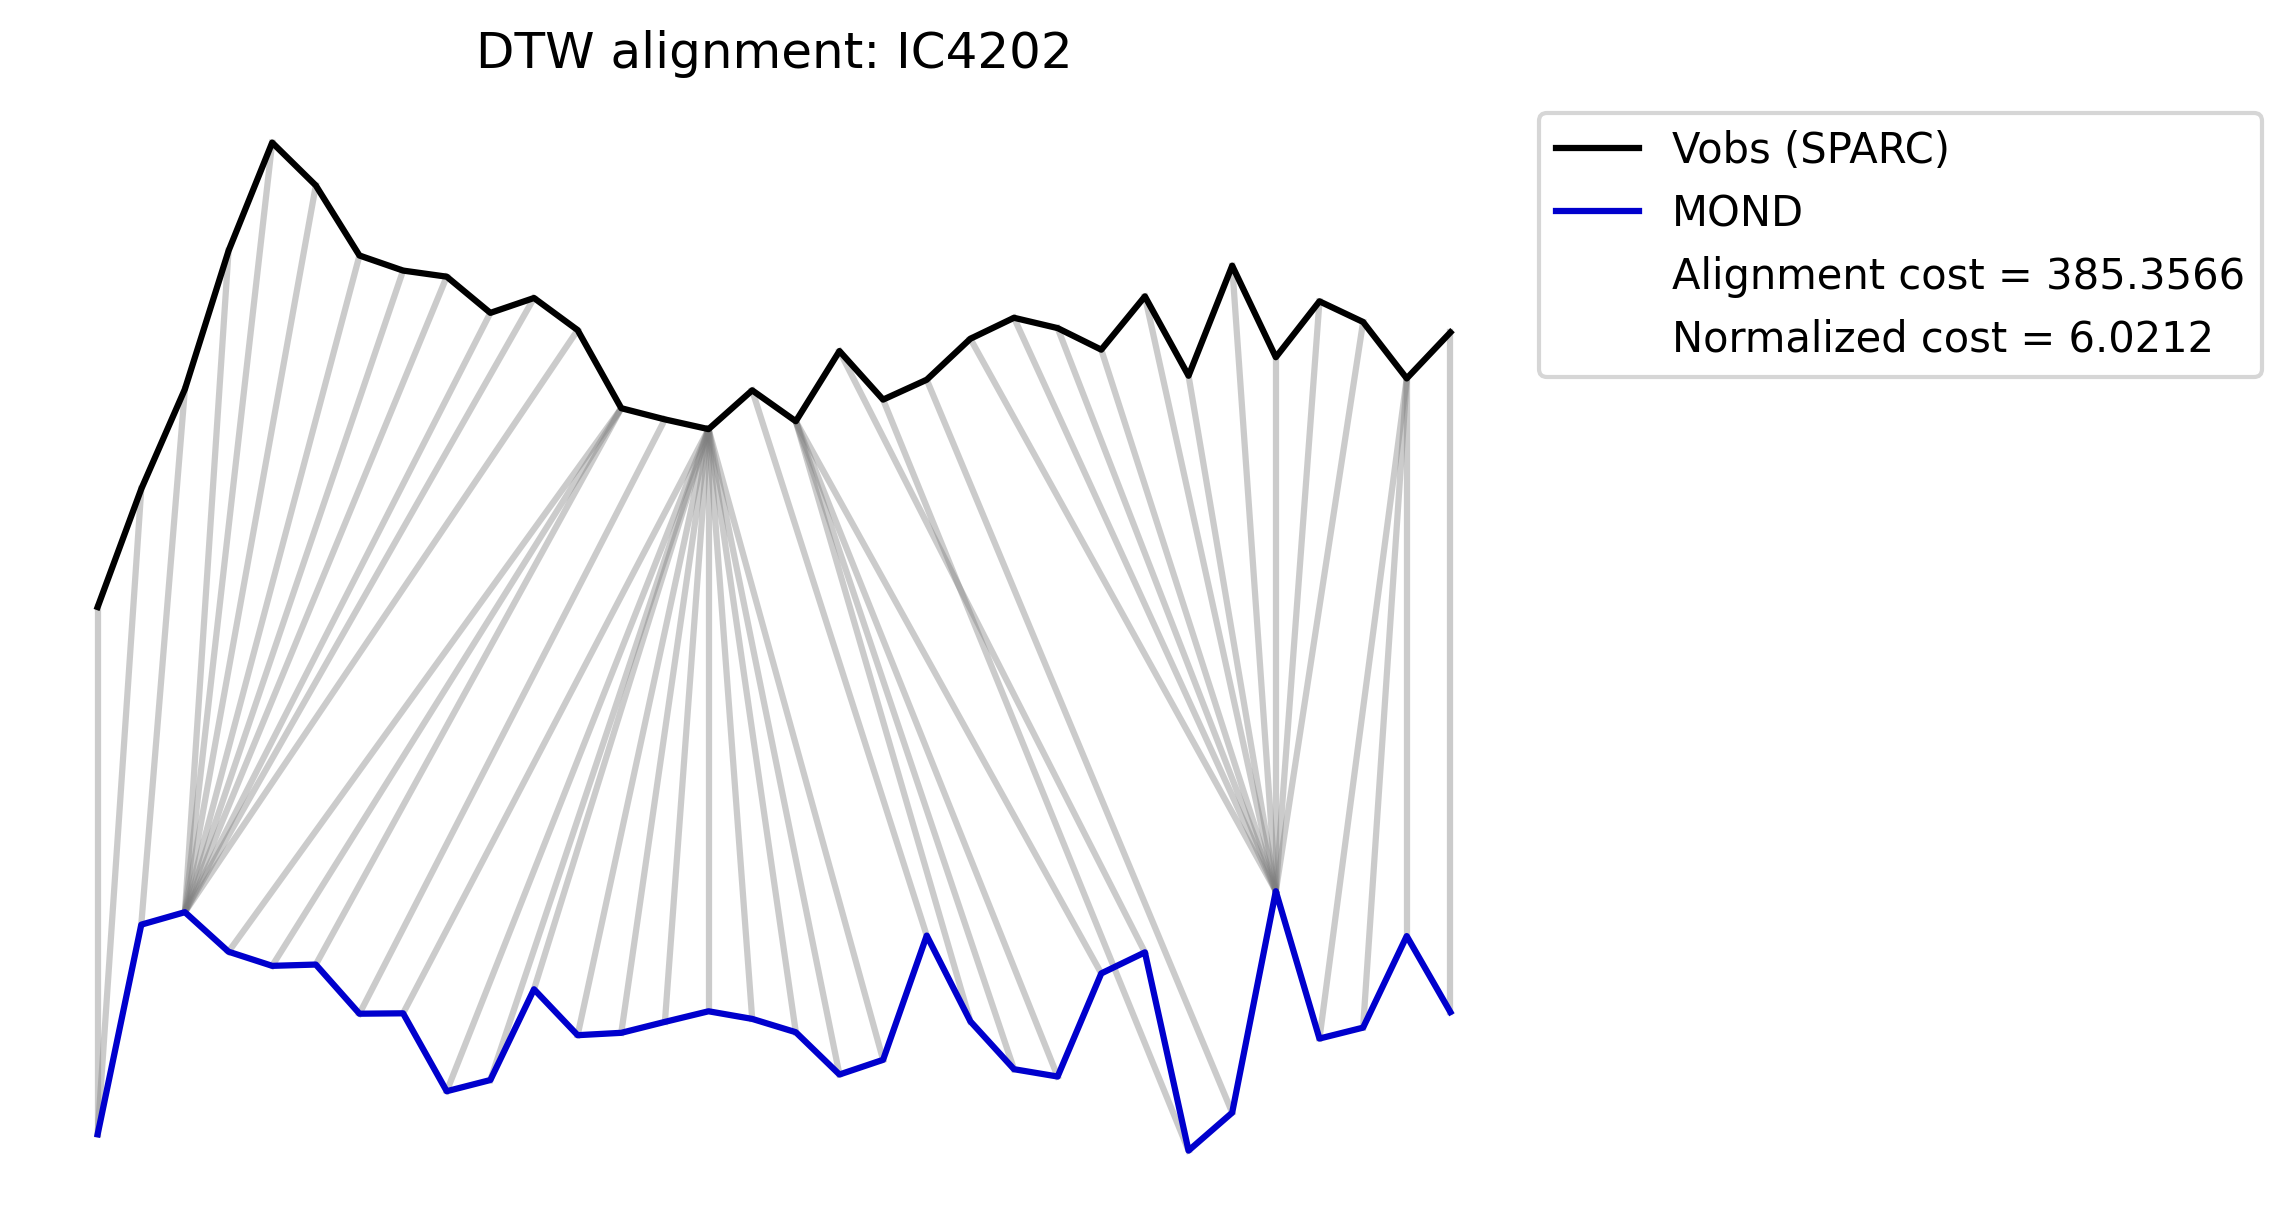 DTW alignment: IC4202
Vobs (SPARC)
MOND
Alignment cost = 385.3566
Normalized cost = 6.0212